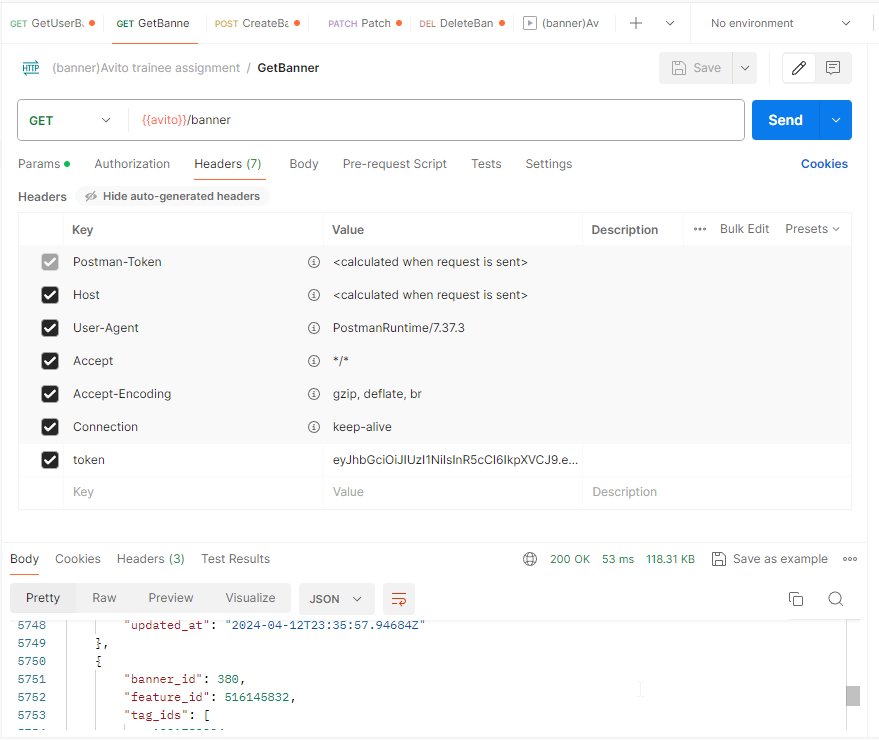 GET GetUserBa GET GetBanne POST CreateBa PATCH Patch DEL DeleteBan (banner)Av No environment
HTTP (banner)Avito trainee assignment / GetBanner Save
GET {{avito}}/banner Send
Params Authorization Headers (7) Body Pre-request Script Tests Settings Cookies
Headers Hide auto-generated headers
Key Value Description Bulk Edit Presets
Postman-Token <calculated when request is sent>
Host <calculated when request is sent>
User-Agent PostmanRuntime/7.37.3
Accept */*
Accept-Encoding gzip, deflate, br
Connection keep-alive
token eyJhbGciOiJIUzI1NiIsInR5cCI6IkpXVCJ9.e...
Key Value Description
Body Cookies Headers (3) Test Results 200 OK 53 ms 118.31 KB Save as example
Pretty Raw Preview Visualize JSON
5748 "updated_at": "2024-04-12T23:35:57.94684Z"
5749 },
5750 {
5751 "banner_id": 380,
5752 "feature_id": 516145832,
5753 "tag_ids": [